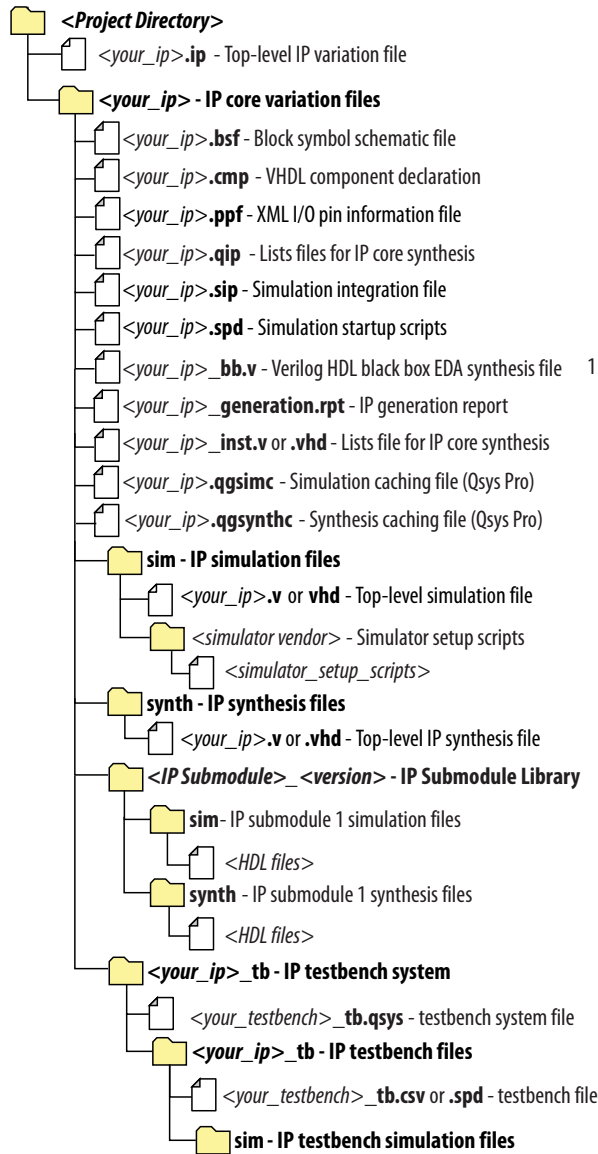 <Project Directory>
<your_ip>.ip - Top-level IP variation file
<your_ip> - IP core variation files
<your_ip>.bsf - Block symbol schematic file
<your_ip>.cmp - VHDL component declaration
<your_ip>.ppf - XML I/O pin information file
<your_ip>.qip - Lists files for IP core synthesis
<your_ip>.sip - Simulation integration file
<your_ip>.spd - Simulation startup scripts
<your_ip>_bb.v - Verilog HDL black box EDA synthesis file 1
<your_ip>_generation.rpt - IP generation report
<your_ip>_inst.v or .vhd - Lists file for IP core synthesis
<your_ip>.qgsimc - Simulation caching file (Qsys Pro)
<your_ip>.qgsynthc - Synthesis caching file (Qsys Pro)
sim - IP simulation files
<your_ip>.v or vhd - Top-level simulation file
<simulator vendor> - Simulator setup scripts
<simulator_setup_scripts>
synth - IP synthesis files
<your_ip>.v or .vhd - Top-level IP synthesis file
<IP Submodule>_<version> - IP Submodule Library
sim- IP submodule 1 simulation files
<HDL files>
synth - IP submodule 1 synthesis files
<HDL files>
<your_ip>_tb - IP testbench system
<your_testbench>_tb.qsys - testbench system file
<your_ip>_tb - IP testbench files
<your_testbench>_tb.csv or .spd - testbench file
sim - IP testbench simulation files